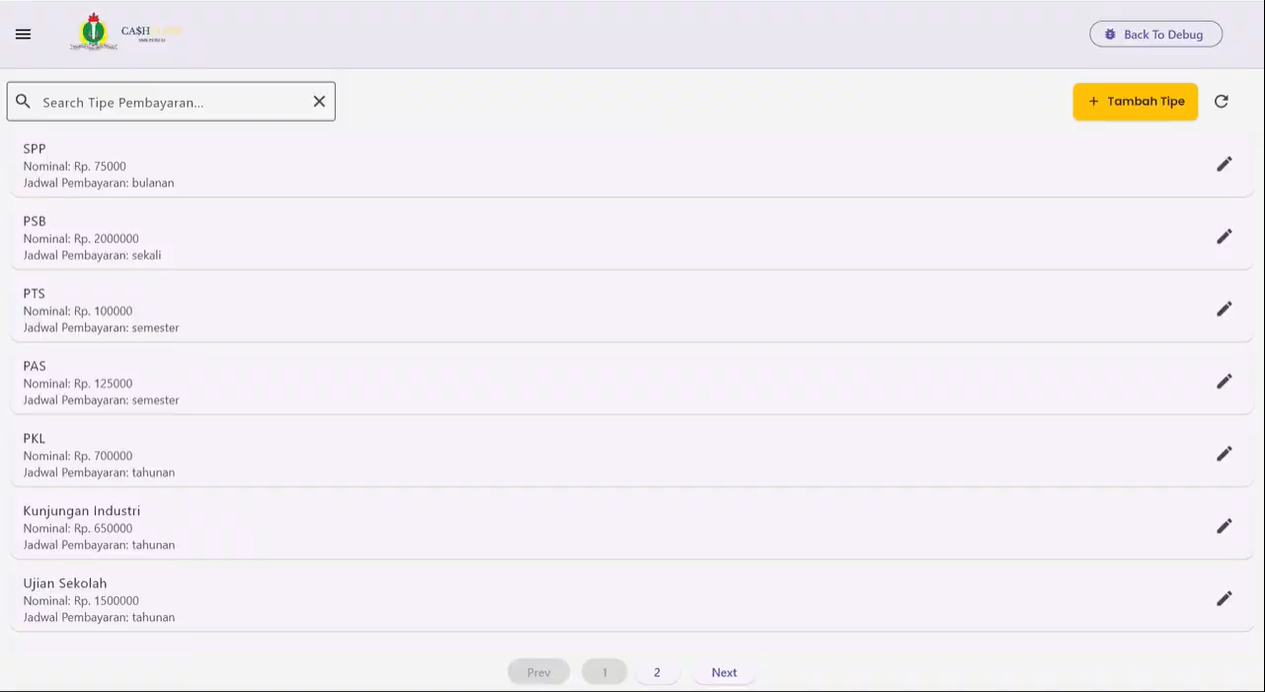 CA$H
Back To Debug
Search Tipe Pembayaran...
+ Tambah Tipe
SPP
Nominal: Rp. 75000
Jadwal Pembayaran: bulanan
PSB
Nominal: Rp. 2000000
Jadwal Pembayaran: sekali
PTS
Nominal: Rp. 100000
Jadwal Pembayaran: semester
PAS
Nominal: Rp. 125000
Jadwal Pembayaran: semester
PKL
Nominal: Rp. 700000
Jadwal Pembayaran: tahunan
Kunjungan Industri
Nominal: Rp. 650000
Jadwal Pembayaran: tahunan
Ujian Sekolah
Nominal: Rp. 1500000
Jadwal Pembayaran: tahunan
Prev 1 2 Next